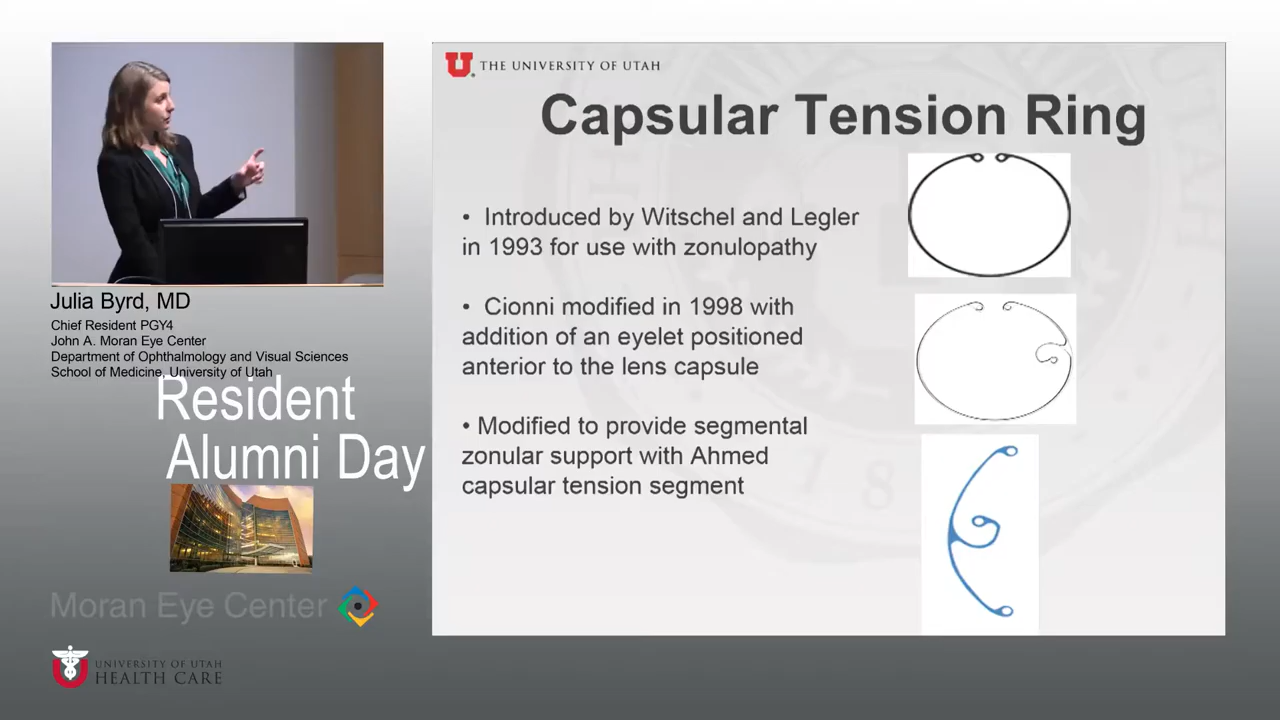 THE UNIVERSITY OF UTAH
Capsular Tension Ring
• Introduced by Witschel and Legler
in 1993 for use with zonulopathy
• Cionni modified in 1998 with
addition of an eyelet positioned
anterior to the lens capsule
• Modified to provide segmental
zonular support with Ahmed
capsular tension segment
18
Julia Byrd, MD
Chief Resident PGY4
John A. Moran Eye Center
Department of Ophthalmology and Visual Sciences
School of Medicine, University of Utah
Resident
Alumni Day
Moran Eye Center
UNIVERSITY OF UTAH
HEALTH CARE